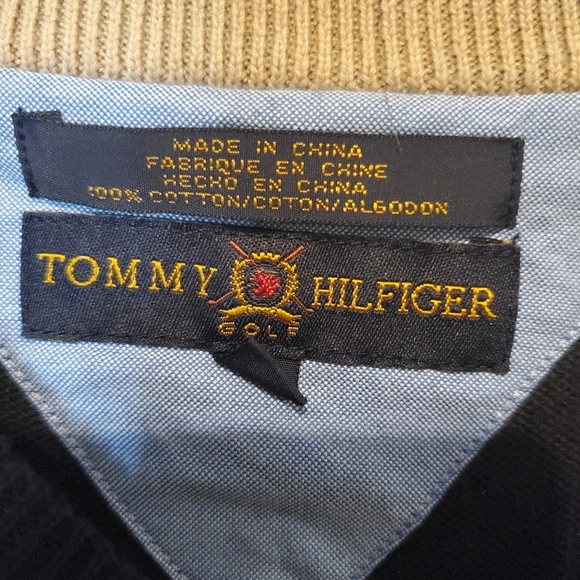 MADE IN CHINA
FABRIQUE EN CHINE
HECHO EN CHINA
100% COTTON/COTON/ALGODON
TOMMY HILFIGER
GOLF